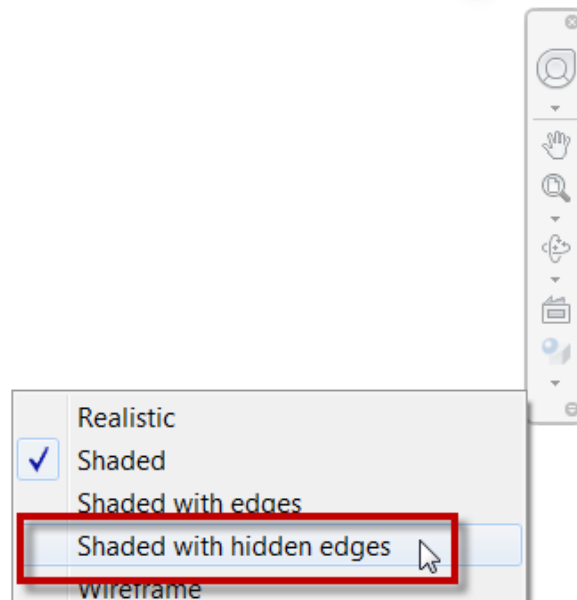 Realistic
Shaded
Shaded with edges
Shaded with hidden edges
Wireframe